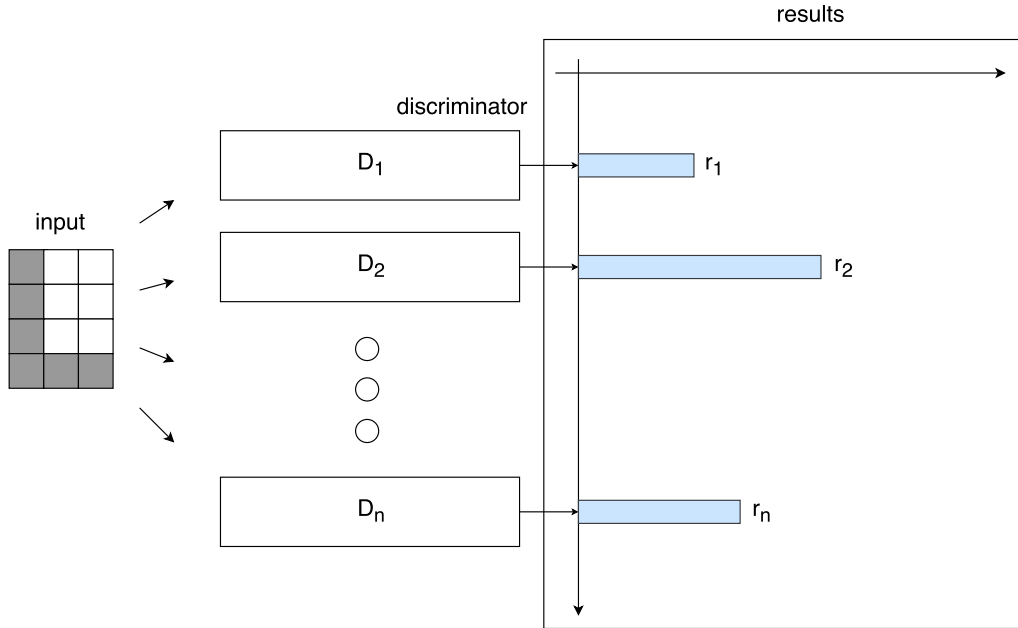 results
discriminator
D₁
r₁
input
D₂
r₂
Dₙ
rₙ